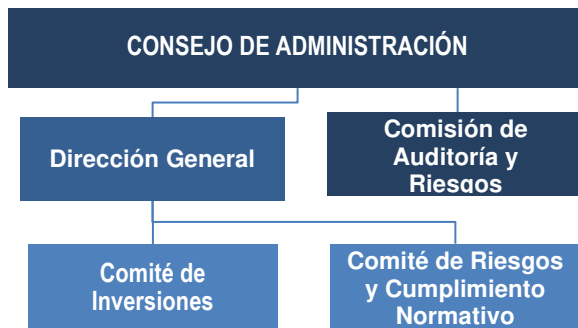 CONSEJO DE ADMINISTRACIÓN
Dirección General
Comisión de
Auditoría y
Riesgos
Comité de
Inversiones
Comité de Riesgos
y Cumplimiento
Normativo